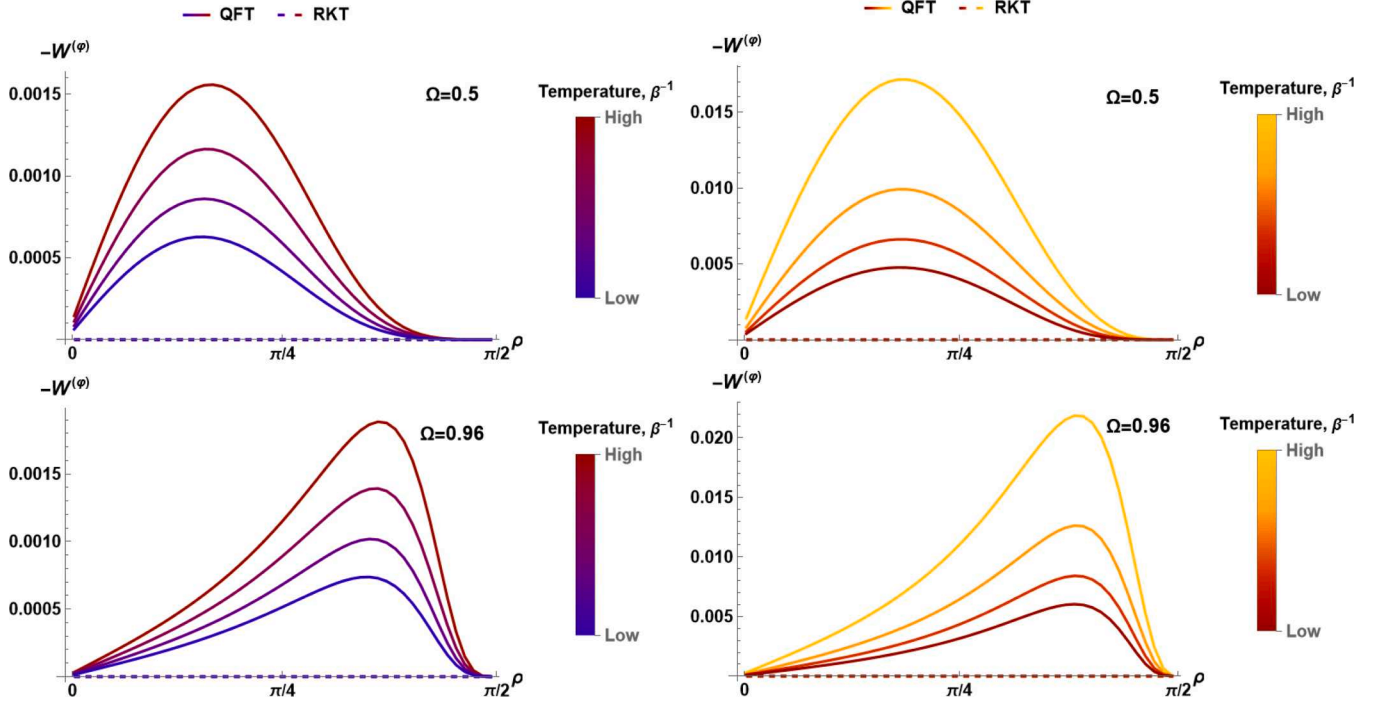 QFT RKT
−W^(φ)
Ω=0.5
0.0015
0.0010
0.0005
0 π/4 π/2 ρ
Temperature, β⁻¹
High
Low
QFT RKT
−W^(φ)
Ω=0.5
0.015
0.010
0.005
0 π/4 π/2 ρ
Temperature, β⁻¹
High
Low
−W^(φ)
Ω=0.96
0.0015
0.0010
0.0005
0 π/4 π/2 ρ
Temperature, β⁻¹
High
Low
−W^(φ)
Ω=0.96
0.020
0.015
0.010
0.005
0 π/4 π/2 ρ
Temperature, β⁻¹
High
Low